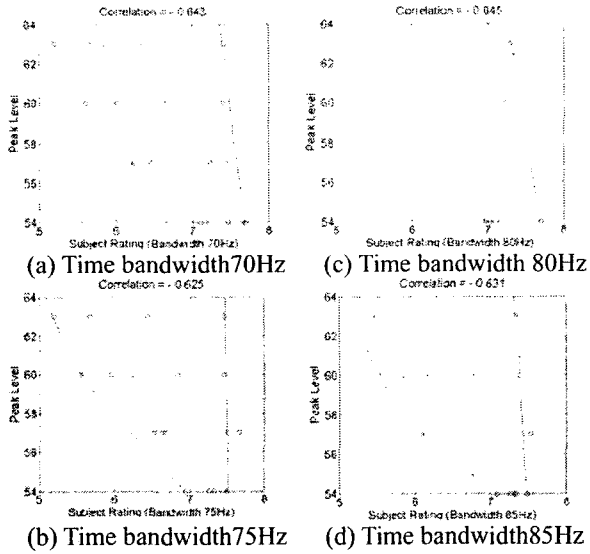 Correlation = - 0.643
Peak Level
64
62
60
58
56
54
5 6 7 8
Subject Rating (Bandwidth 70Hz)
(a) Time bandwidth70Hz
Correlation = - 0.645
Peak Level
64
62
60
58
56
54
5 6 7 8
Subject Rating (Bandwidth 80Hz)
(c) Time bandwidth 80Hz
Correlation = - 0.625
Peak Level
64
62
60
58
56
54
5 6 7 8
Subject Rating (Bandwidth 75Hz)
(b) Time bandwidth75Hz
Correlation = - 0.631
Peak Level
64
62
60
58
56
54
5 6 7 8
Subject Rating (Bandwidth 85Hz)
(d) Time bandwidth85Hz